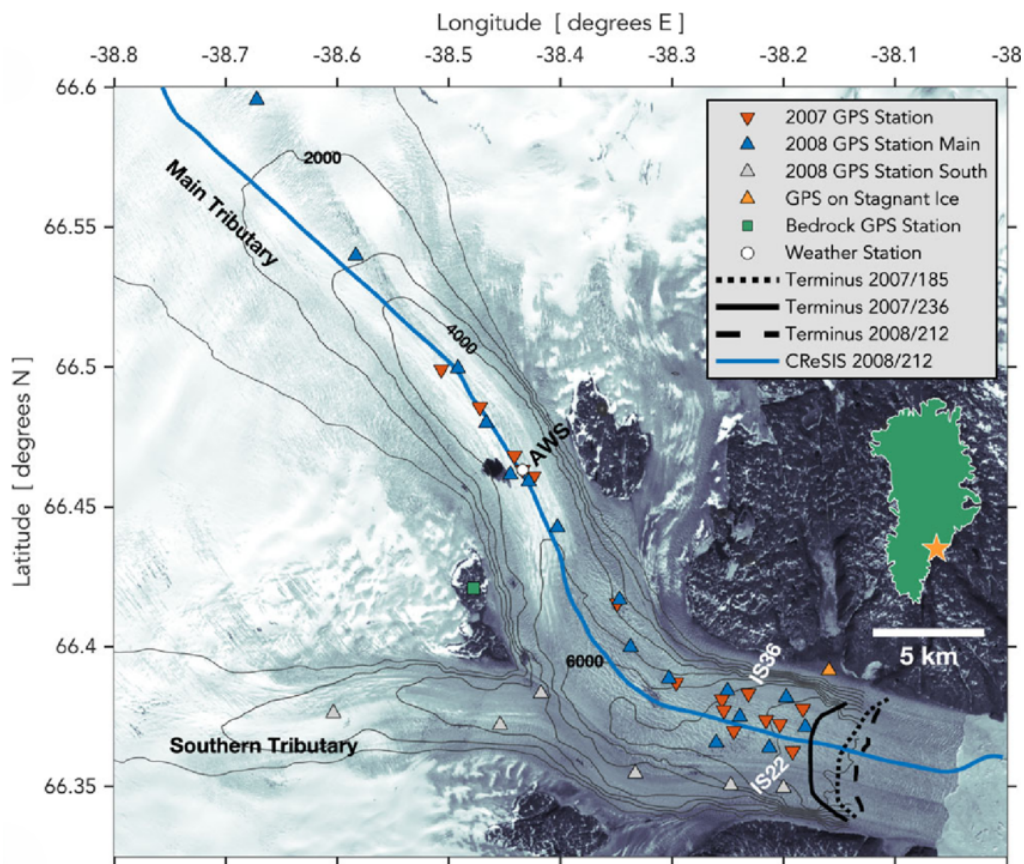 Longitude [ degrees E ]
-38.8 -38.7 -38.6 -38.5 -38.4 -38.3 -38.2 -38.1 -38
66.6
66.55
66.5
66.45
66.4
66.35
Latitude [ degrees N ]
2007 GPS Station
2008 GPS Station Main
2008 GPS Station South
GPS on Stagnant Ice
Bedrock GPS Station
Weather Station
Terminus 2007/185
Terminus 2007/236
Terminus 2008/212
CReSIS 2008/212
2000
Main Tributary
4000
AWS
5 km
6000
IS36
Southern Tributary
IS22